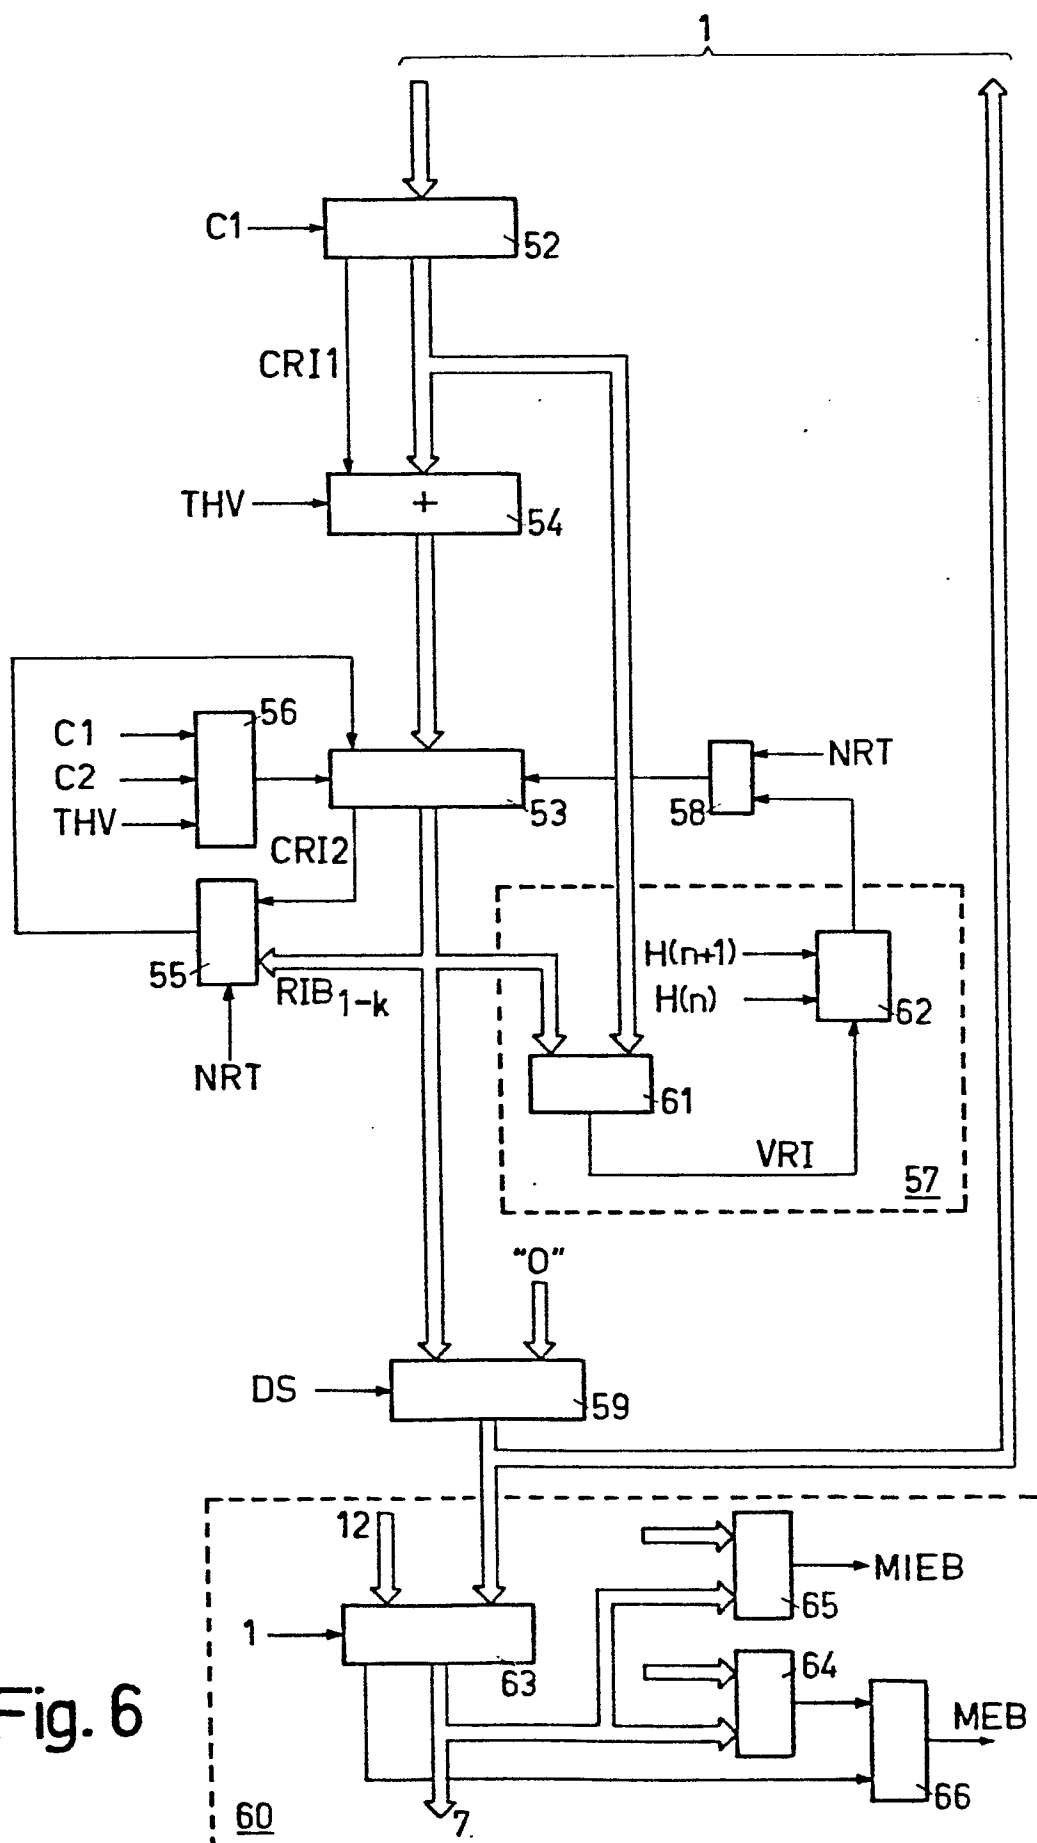 1
C1
52
CRI1
THV
+
54
56
C1
C2
THV
53
NRT
58
CRI2
55
RIB1-k
NRT
H(n+1)
H(n)
62
61
VRI
57
"0"
DS
59
12
MIEB
65
1
63
64
MEB
66
7
60
Fig. 6